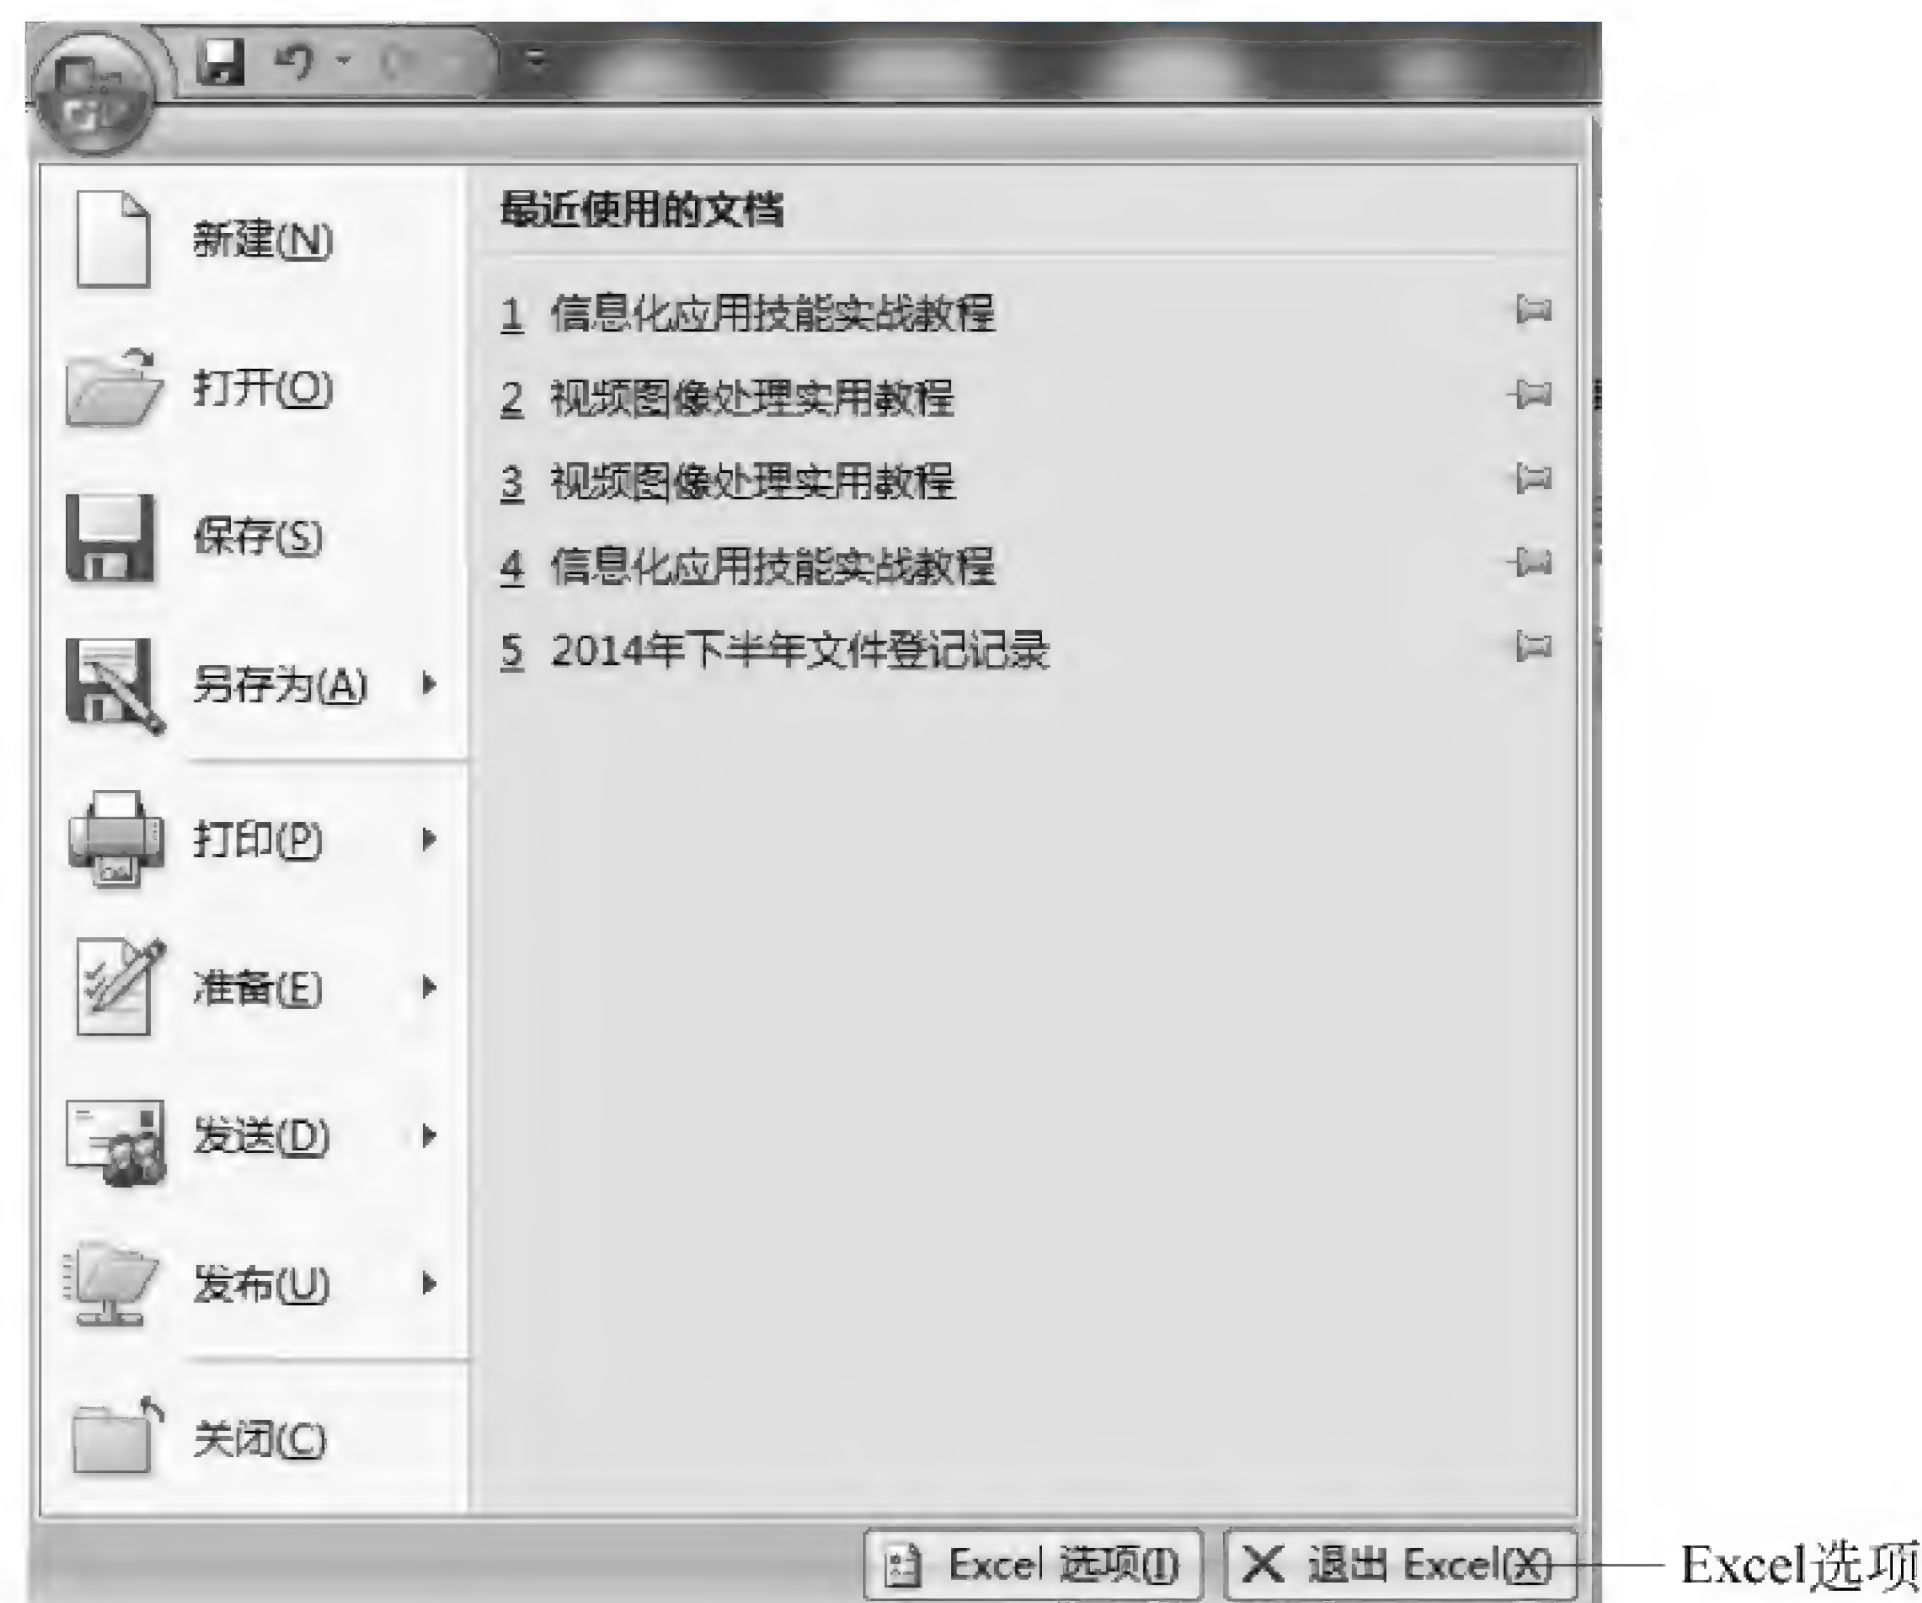 新建(N)
打开(O)
保存(S)
另存为(A)
打印(P)
准备(E)
发送(D)
发布(U)
关闭(C)
最近使用的文档
1 信息化应用技能实战教程
2 视频图像处理实用教程
3 视频图像处理实用教程
4 信息化应用技能实战教程
5 2014年下半年文件登记记录
Excel 选项(I)
退出 Excel(X)
Excel选项